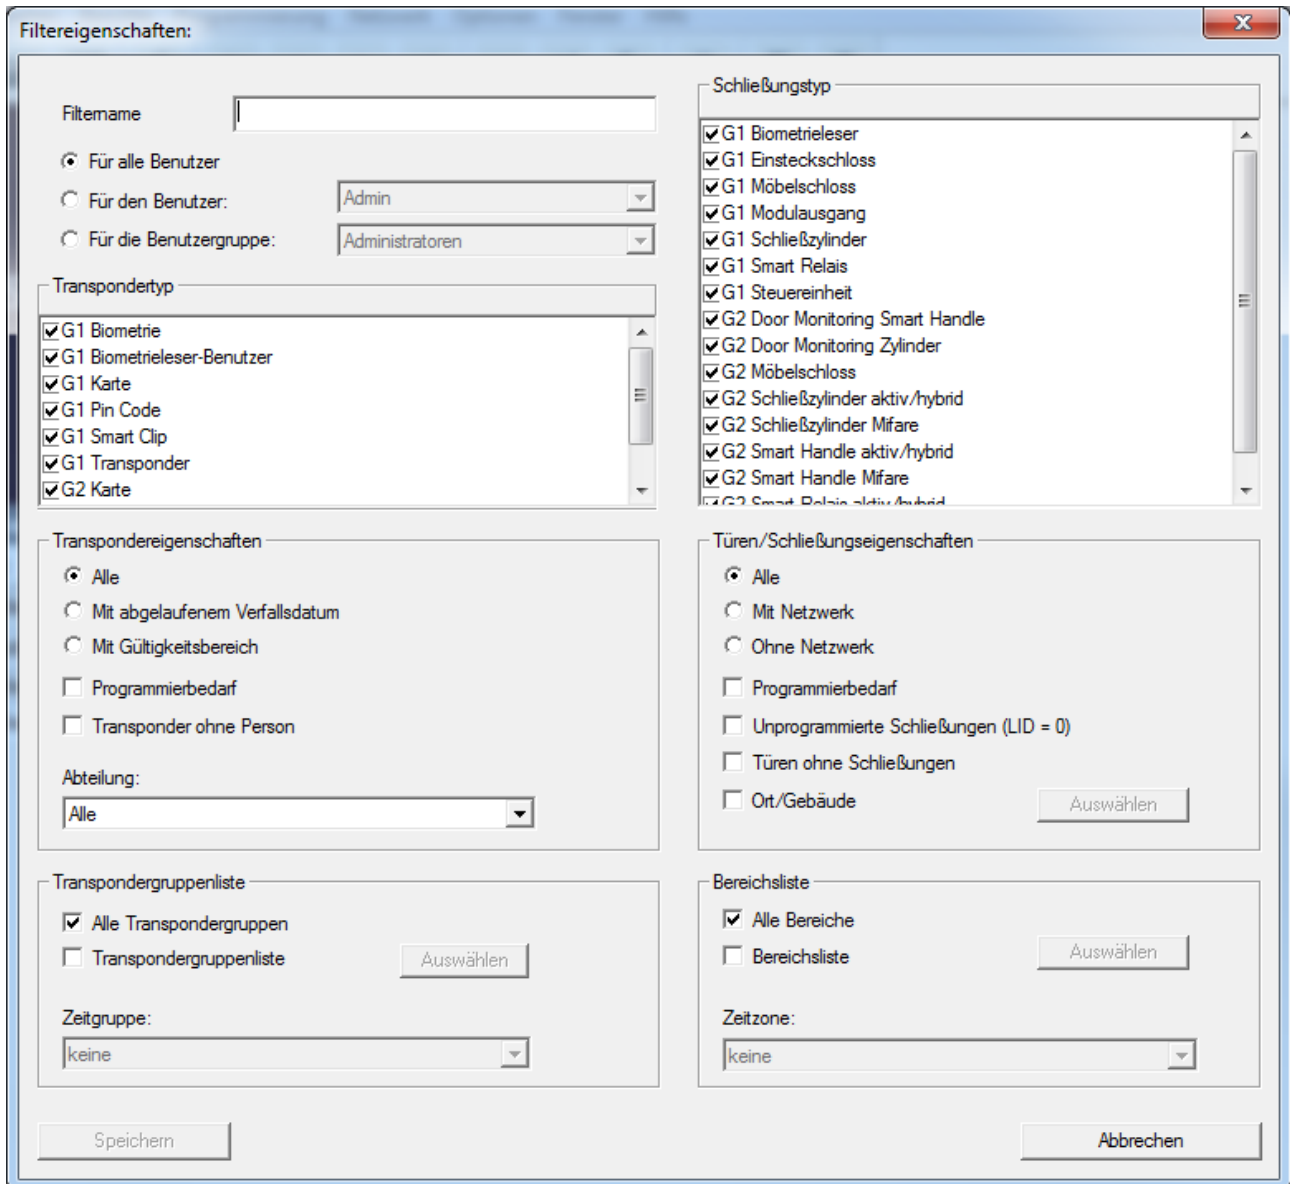 Filtereigenschaften:
Filtername
Für alle Benutzer
Für den Benutzer:
Admin
Für die Benutzergruppe:
Administratoren
Transpondertyp
G1 Biometrie
G1 Biometrieleser-Benutzer
G1 Karte
G1 Pin Code
G1 Smart Clip
G1 Transponder
G2 Karte
Schließungstyp
G1 Biometrieleser
G1 Einsteckschloss
G1 Möbelschloss
G1 Modulausgang
G1 Schließzylinder
G1 Smart Relais
G1 Steuereinheit
G2 Door Monitoring Smart Handle
G2 Door Monitoring Zylinder
G2 Möbelschloss
G2 Schließzylinder aktiv/hybrid
G2 Schließzylinder Mifare
G2 Smart Handle aktiv/hybrid
G2 Smart Handle Mifare
G2 Smart Relais aktiv/hybrid
Transpondereigenschaften
Alle
Mit abgelaufenem Verfallsdatum
Mit Gültigkeitsbereich
Programmierbedarf
Transponder ohne Person
Abteilung:
Alle
Türen/Schließungseigenschaften
Alle
Mit Netzwerk
Ohne Netzwerk
Programmierbedarf
Unprogrammierte Schließungen (LID = 0)
Türen ohne Schließungen
Ort/Gebäude
Auswählen
Transpondergruppenliste
Alle Transpondergruppen
Transpondergruppenliste
Auswählen
Zeitgruppe:
keine
Bereichsliste
Alle Bereiche
Bereichsliste
Auswählen
Zeitzone:
keine
Speichern
Abbrechen